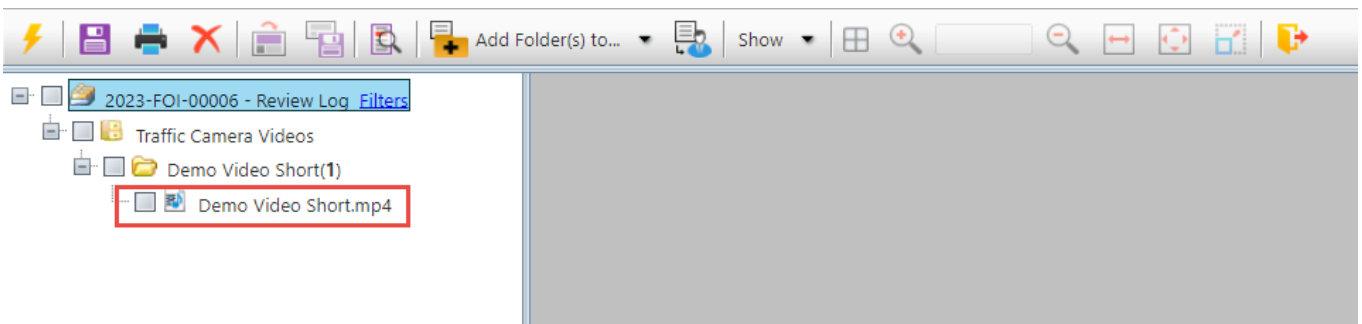 Add Folder(s) to... Show
2023-FOI-00006 - Review Log Filters
Traffic Camera Videos
Demo Video Short(1)
Demo Video Short.mp4